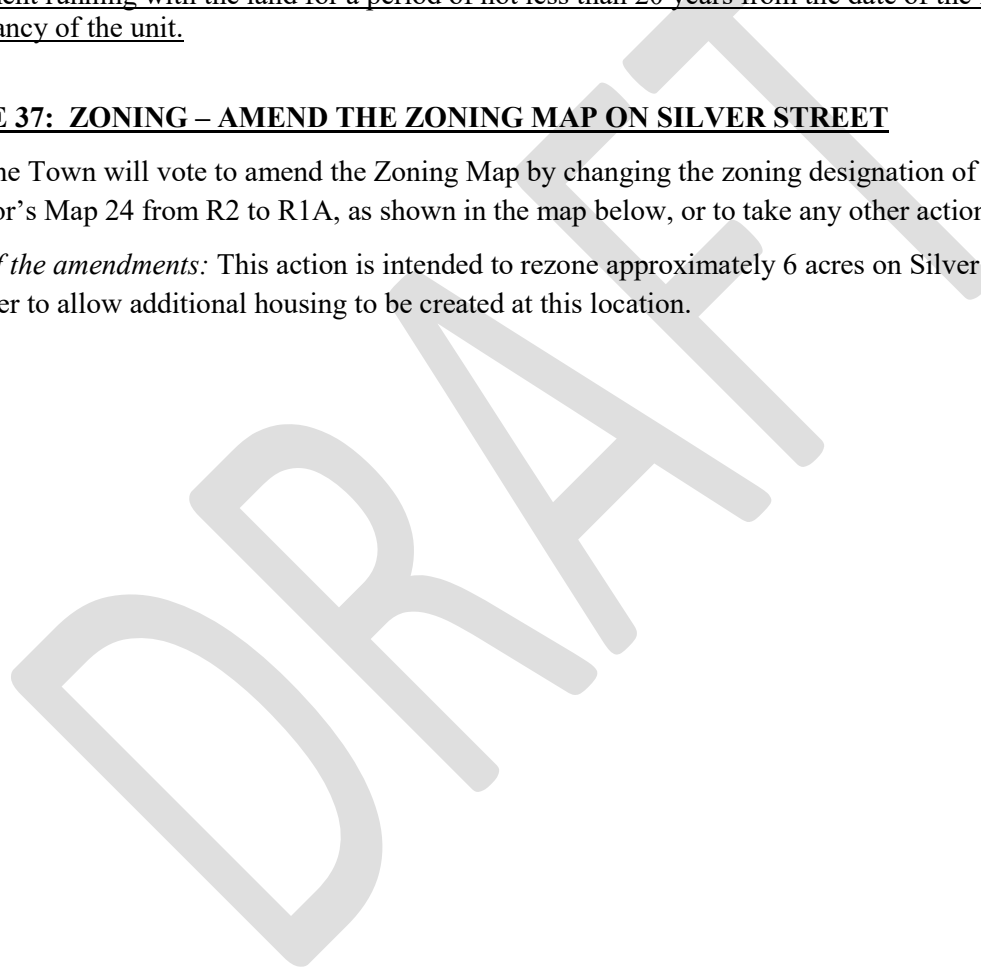 ment running with the land for a period of not less than 20 years from the date of the
ancy of the unit.
E 37: ZONING – AMEND THE ZONING MAP ON SILVER STREET
he Town will vote to amend the Zoning Map by changing the zoning designation of
or’s Map 24 from R2 to R1A, as shown in the map below, or to take any other action
f the amendments: This action is intended to rezone approximately 6 acres on Silver
er to allow additional housing to be created at this location.
DRAFT